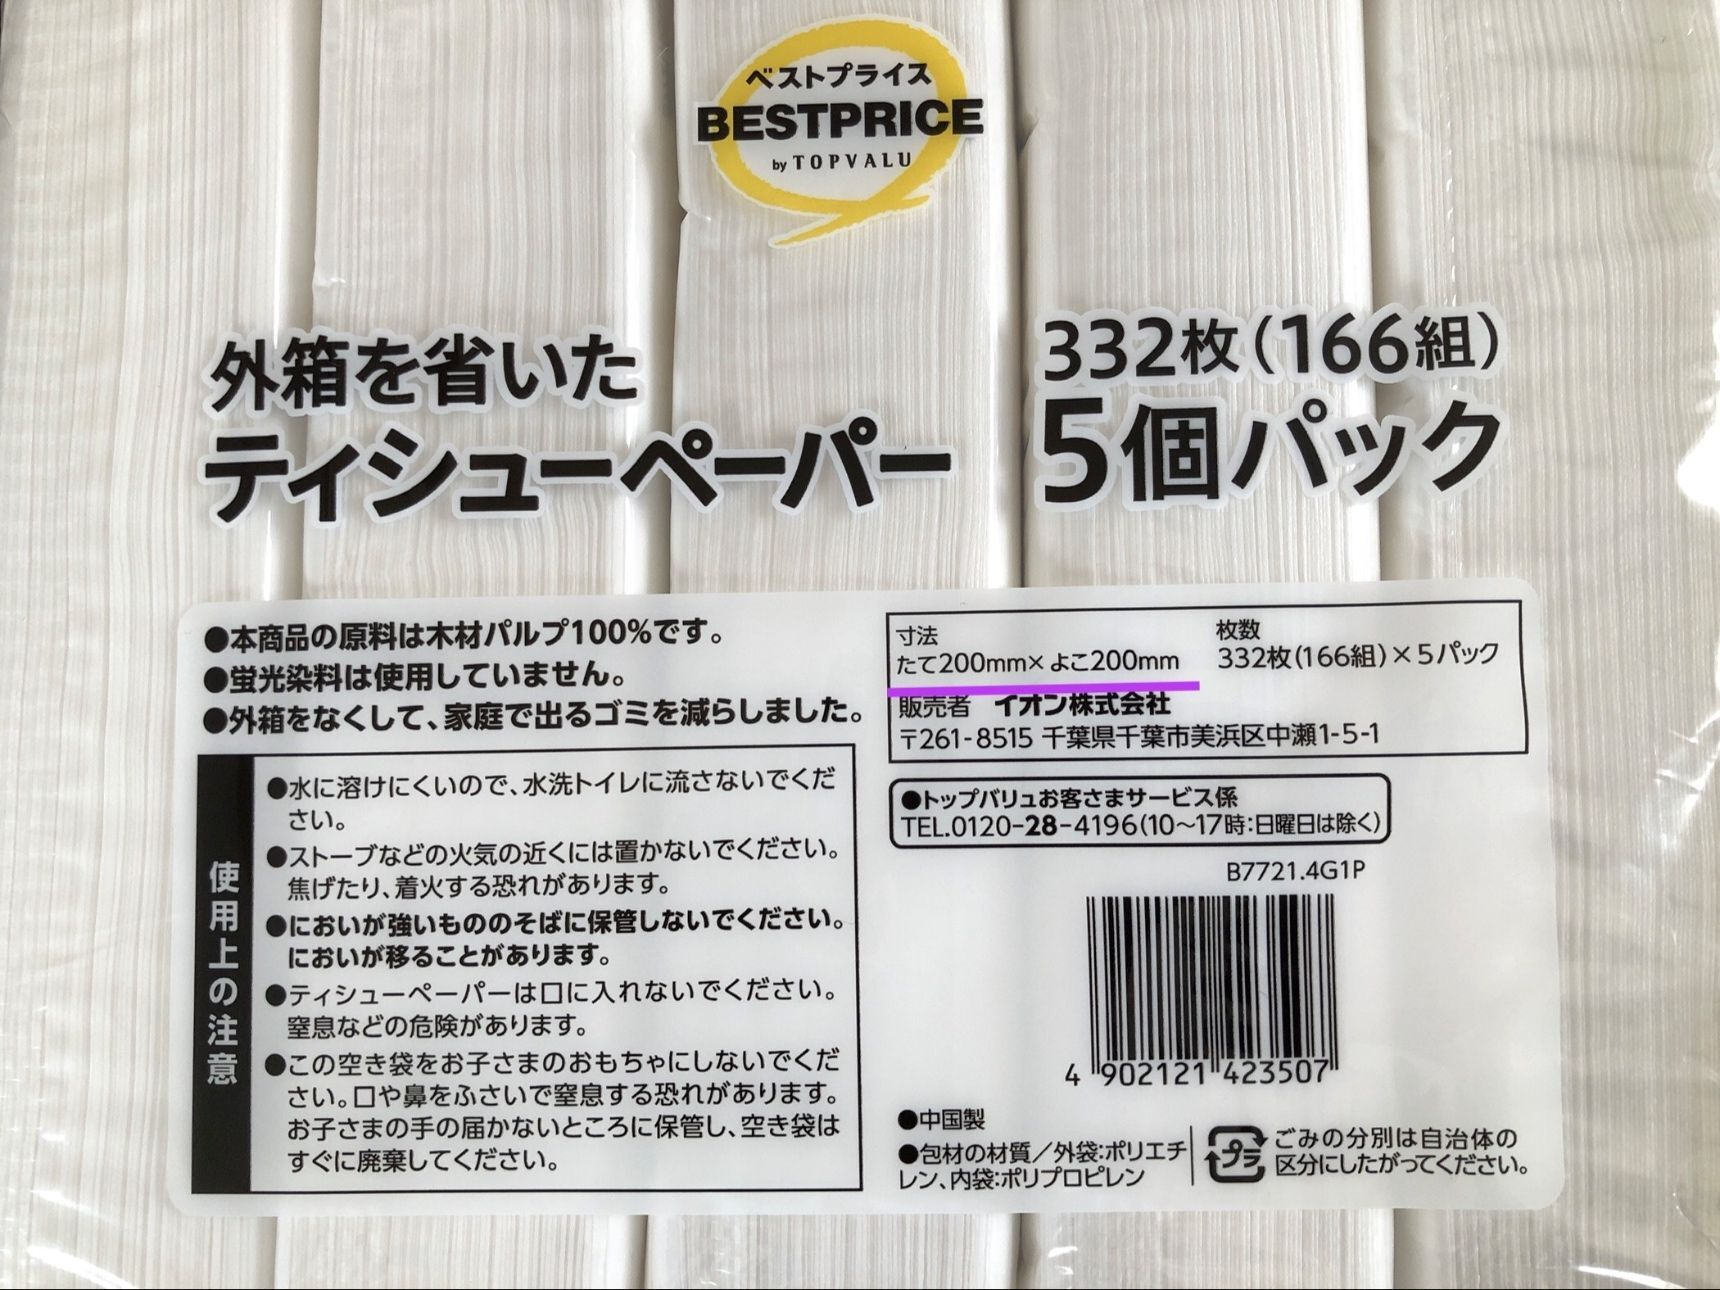 ベストプライス
BESTPRICE
by TOPVALU
外箱を省いた
ティシューペーパー
332枚(166組)
5個パック
●本商品の原料は木材パルプ100%です。
●蛍光染料は使用していません。
●外箱をなくして、家庭で出るゴミを減らしました。
使用上の注意
●水に溶けにくいので、水洗トイレに流さないでくだ
さい。
●ストーブなどの火気の近くには置かないでください。
焦げたり、着火する恐れがあります。
●においが強いもののそばに保管しないでください。
においが移ることがあります。
●ティシューペーパーは口に入れないでください。
窒息などの危険があります。
●この空き袋をお子さまのおもちゃにしないでくだ
さい。口や鼻をふさいで窒息する恐れがあります。
お子さまの手の届かないところに保管し、空き袋は
すぐに廃棄してください。
寸法
たて200mm×よこ200mm
枚数
332枚(166組)×5パック
販売者 イオン株式会社
〒261-8515 千葉県千葉市美浜区中瀬1-5-1
●トップバリュお客さまサービス係
TEL.0120-28-4196(10〜17時:日曜日は除く)
B7721.4G1P
4 902121 423507
●中国製
●包材の材質/外袋:ポリエチ
レン、内袋:ポリプロピレン
プラ
ごみの分別は自治体の
区分にしたがってください。